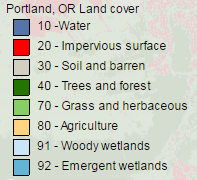 Portland, OR Land cover
10 -Water
20 - Impervious surface
30 - Soil and barren
40 - Trees and forest
70 - Grass and herbaceous
80 - Agriculture
91 - Woody wetlands
92 - Emergent wetlands